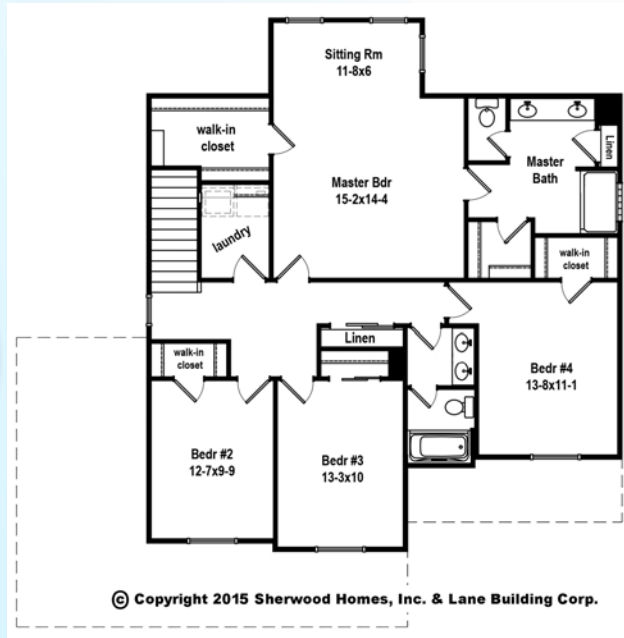 Sitting Rm
11-8x6
walk-in
closet
Linen
Master
Bath
Master Bdr
15-2x14-4
laundry
walk-in
closet
Linen
walk-in
closet
Bedr #4
13-8x11-1
Bedr #2
12-7x9-9
Bedr #3
13-3x10
© Copyright 2015 Sherwood Homes, Inc. & Lane Building Corp.